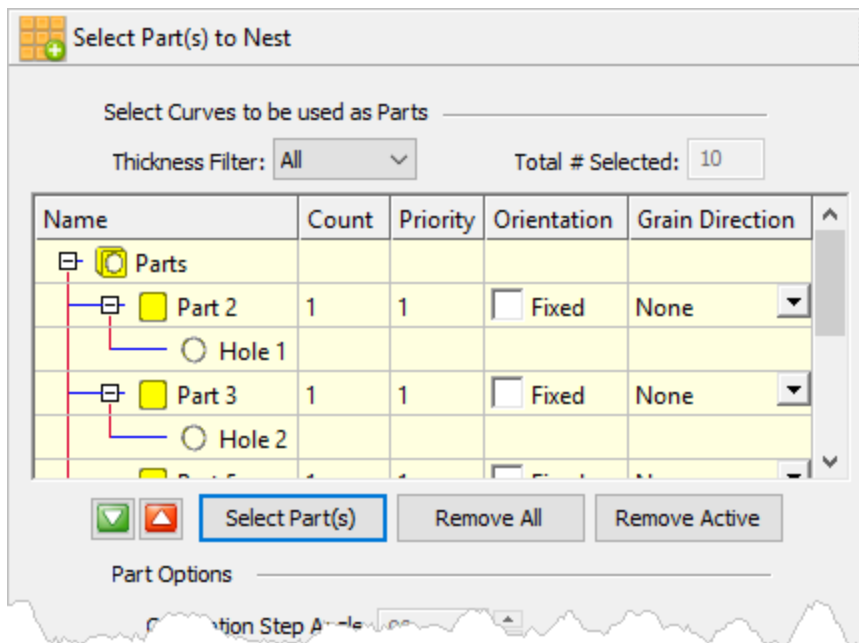 Select Part(s) to Nest
Select Curves to be used as Parts
Thickness Filter: All Total # Selected: 10
Name Count Priority Orientation Grain Direction
Parts
Part 2 1 1 Fixed None
Hole 1
Part 3 1 1 Fixed None
Hole 2
Select Part(s) Remove All Remove Active
Part Options
Step